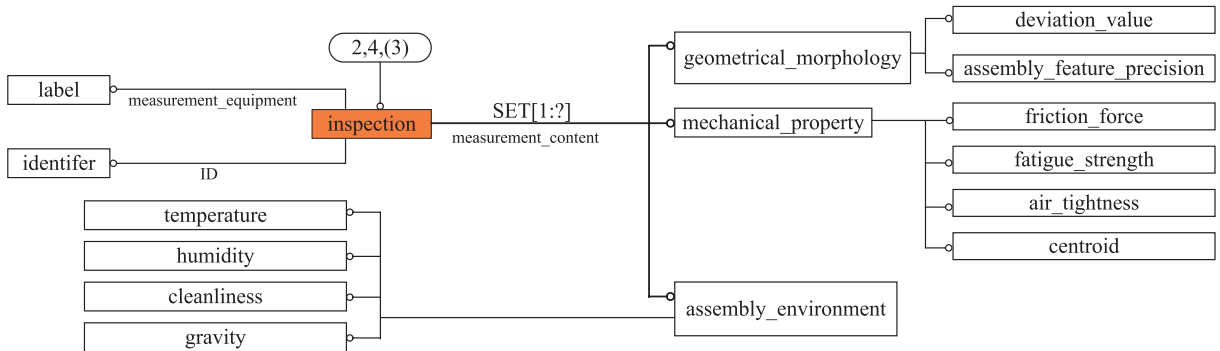 2,4,(3)
label
measurement_equipment
inspection
identifer
ID
SET[1:?]
measurement_content
geometrical_morphology
deviation_value
assembly_feature_precision
mechanical_property
friction_force
fatigue_strength
air_tightness
centroid
temperature
humidity
cleanliness
gravity
assembly_environment